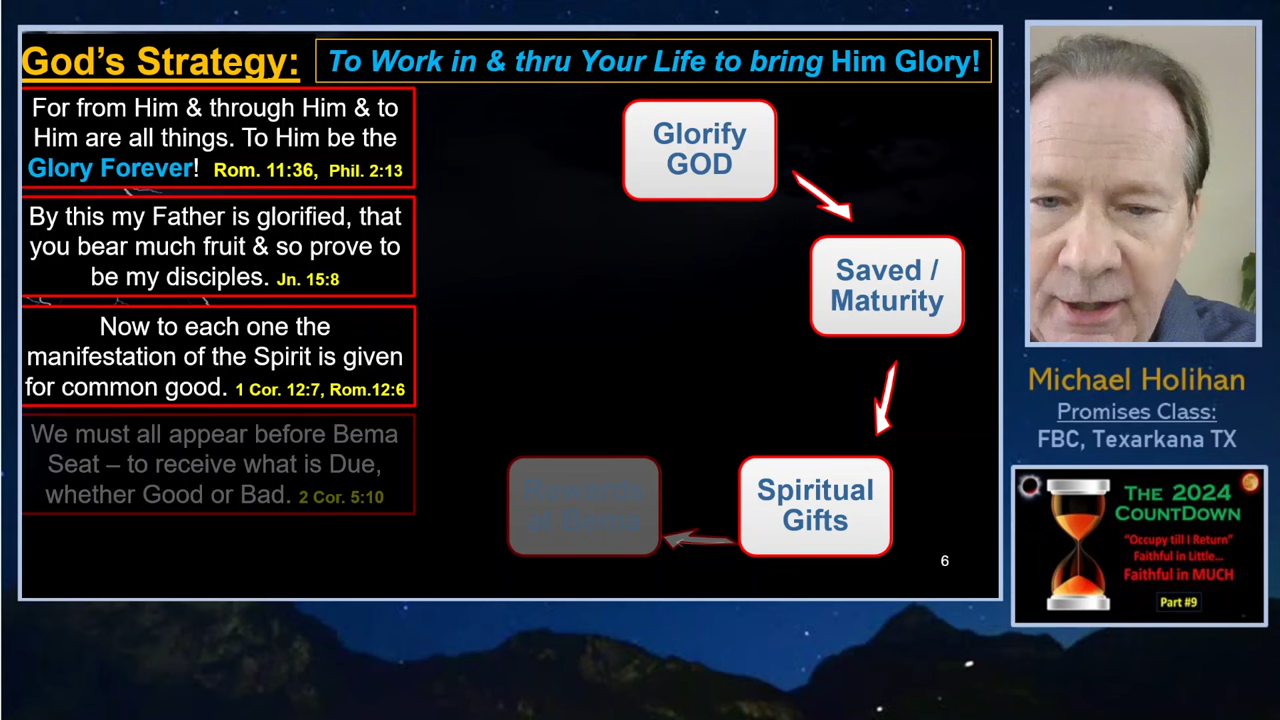 God's Strategy:
To Work in & thru Your Life to bring Him Glory!
For from Him & through Him & to
Him are all things. To Him be the
Glory Forever! Rom. 11:36, Phil. 2:13
By this my Father is glorified, that
you bear much fruit & so prove to
be my disciples. Jn. 15:8
Now to each one the
manifestation of the Spirit is given
for common good. 1 Cor. 12:7, Rom.12:6
We must all appear before Bema
Seat – to receive what is Due,
whether Good or Bad. 2 Cor. 5:10
Glorify
GOD
Saved /
Maturity
Spiritual
Gifts
Rewards
at Bema
6
Michael Holihan
Promises Class:
FBC, Texarkana TX
THE 2024
COUNTDOWN
"Occupy till I Return"
Faithful in Little...
Faithful in MUCH
Part #9